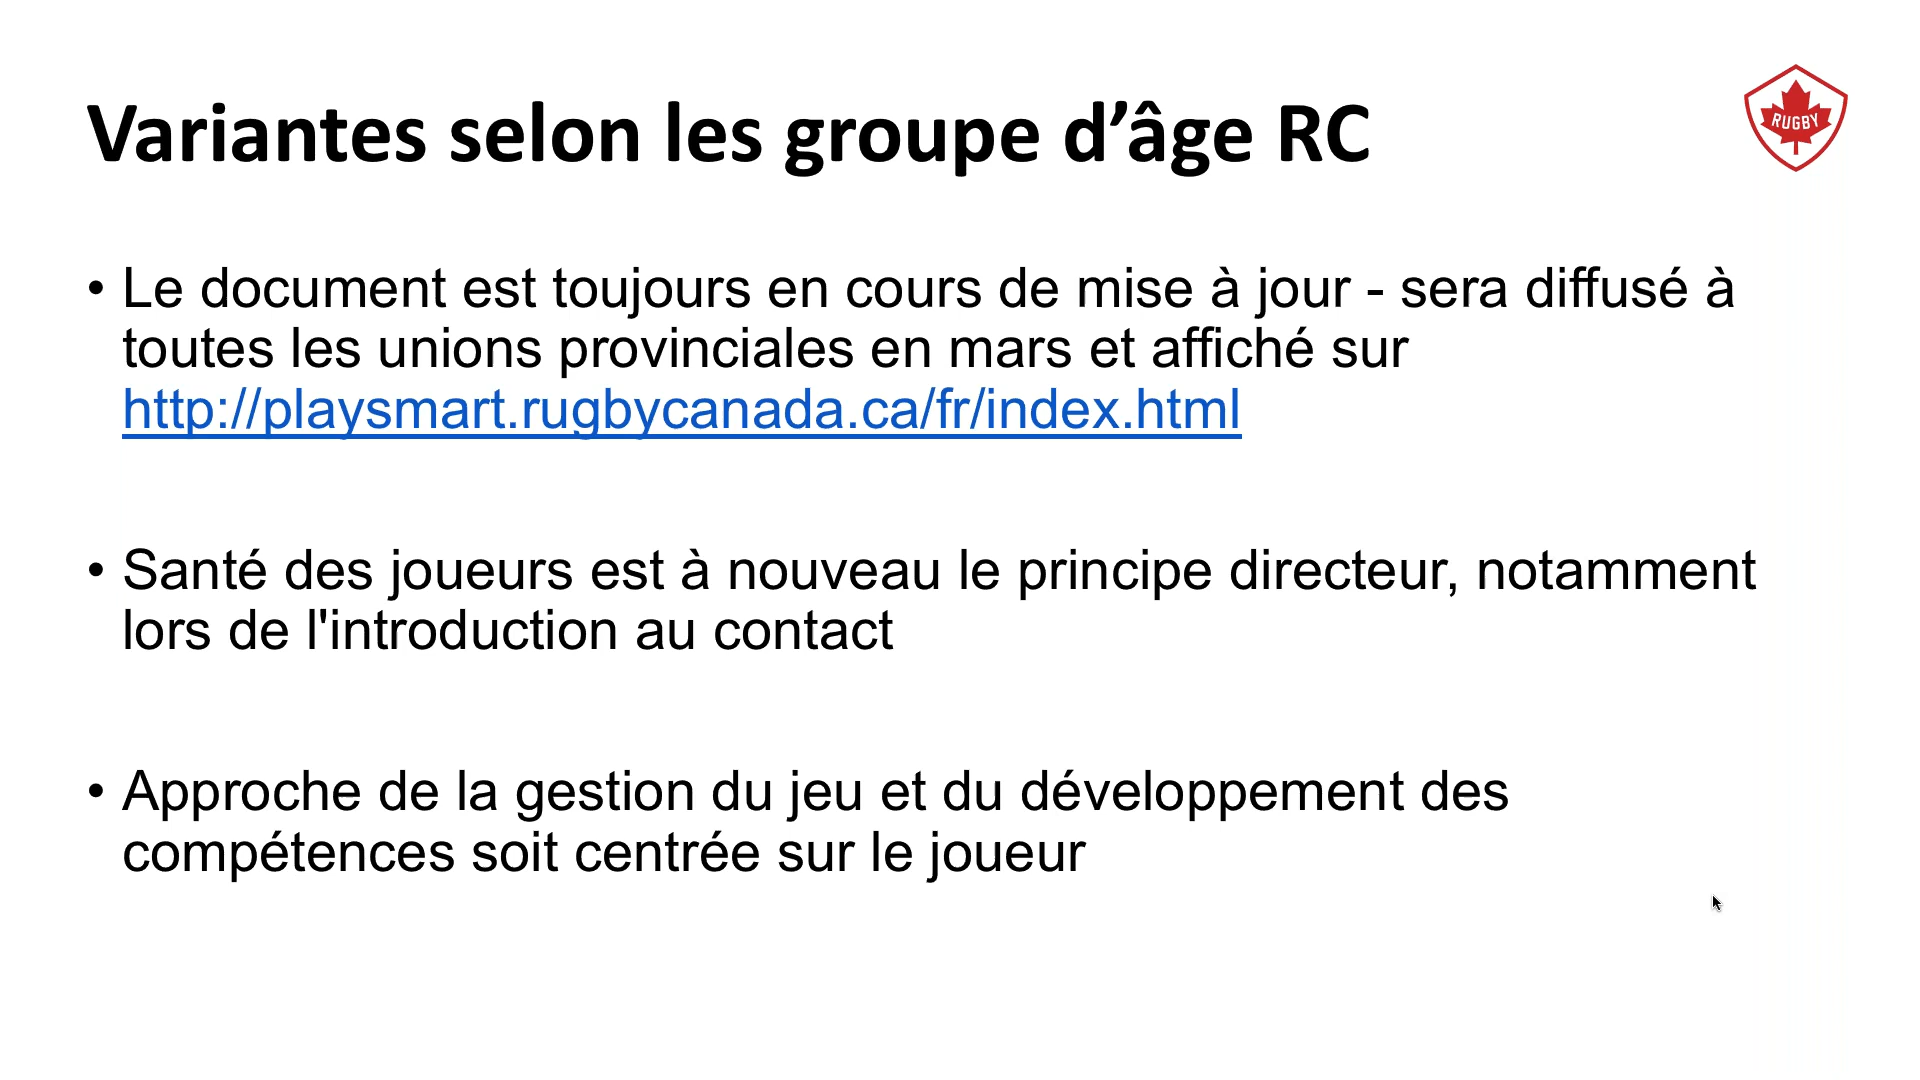 Variantes selon les groupe d’âge RC
RUGBY
• Le document est toujours en cours de mise à jour - sera diffusé à
toutes les unions provinciales en mars et affiché sur
http://playsmart.rugbycanada.ca/fr/index.html
• Santé des joueurs est à nouveau le principe directeur, notamment
lors de l'introduction au contact
• Approche de la gestion du jeu et du développement des
compétences soit centrée sur le joueur